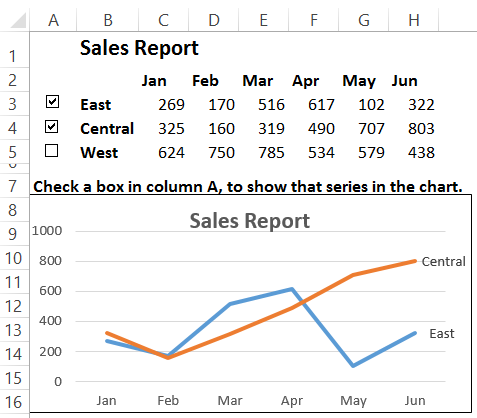 A B C D E F G H
1 Sales Report
2 Jan Feb Mar Apr May Jun
3 East 269 170 516 617 102 322
4 Central 325 160 319 490 707 803
5 West 624 750 785 534 579 438
7 Check a box in column A, to show that series in the chart.
8 Sales Report
9 1000
10 800 Central
11 600
12 400
13 East
14 200
15 0
16 Jan Feb Mar Apr May Jun